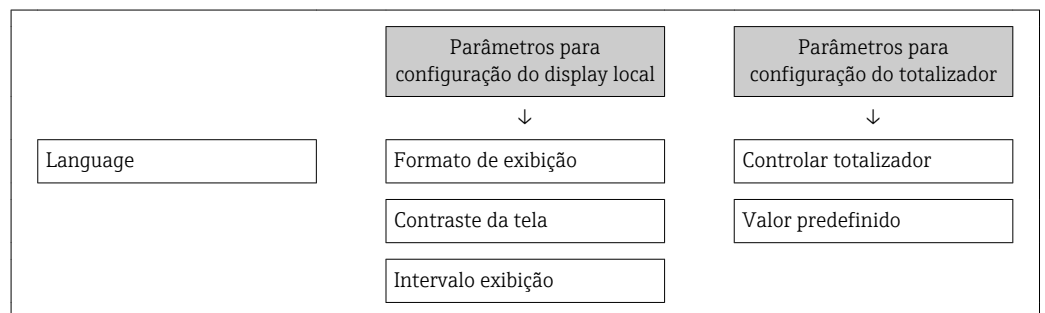 Parâmetros para
configuração do display local
Parâmetros para
configuração do totalizador
↓
↓
Language
Formato de exibição
Controlar totalizador
Contraste da tela
Valor predefinido
Intervalo exibição